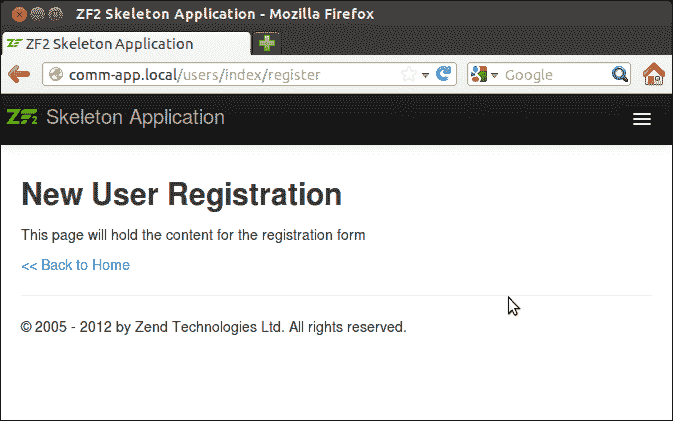 ZF2 Skeleton Application - Mozilla Firefox
ZF2 Skeleton Application
comm-app.local/users/index/register
Google
ZF2 Skeleton Application
New User Registration
This page will hold the content for the registration form
<< Back to Home
© 2005 - 2012 by Zend Technologies Ltd. All rights reserved.